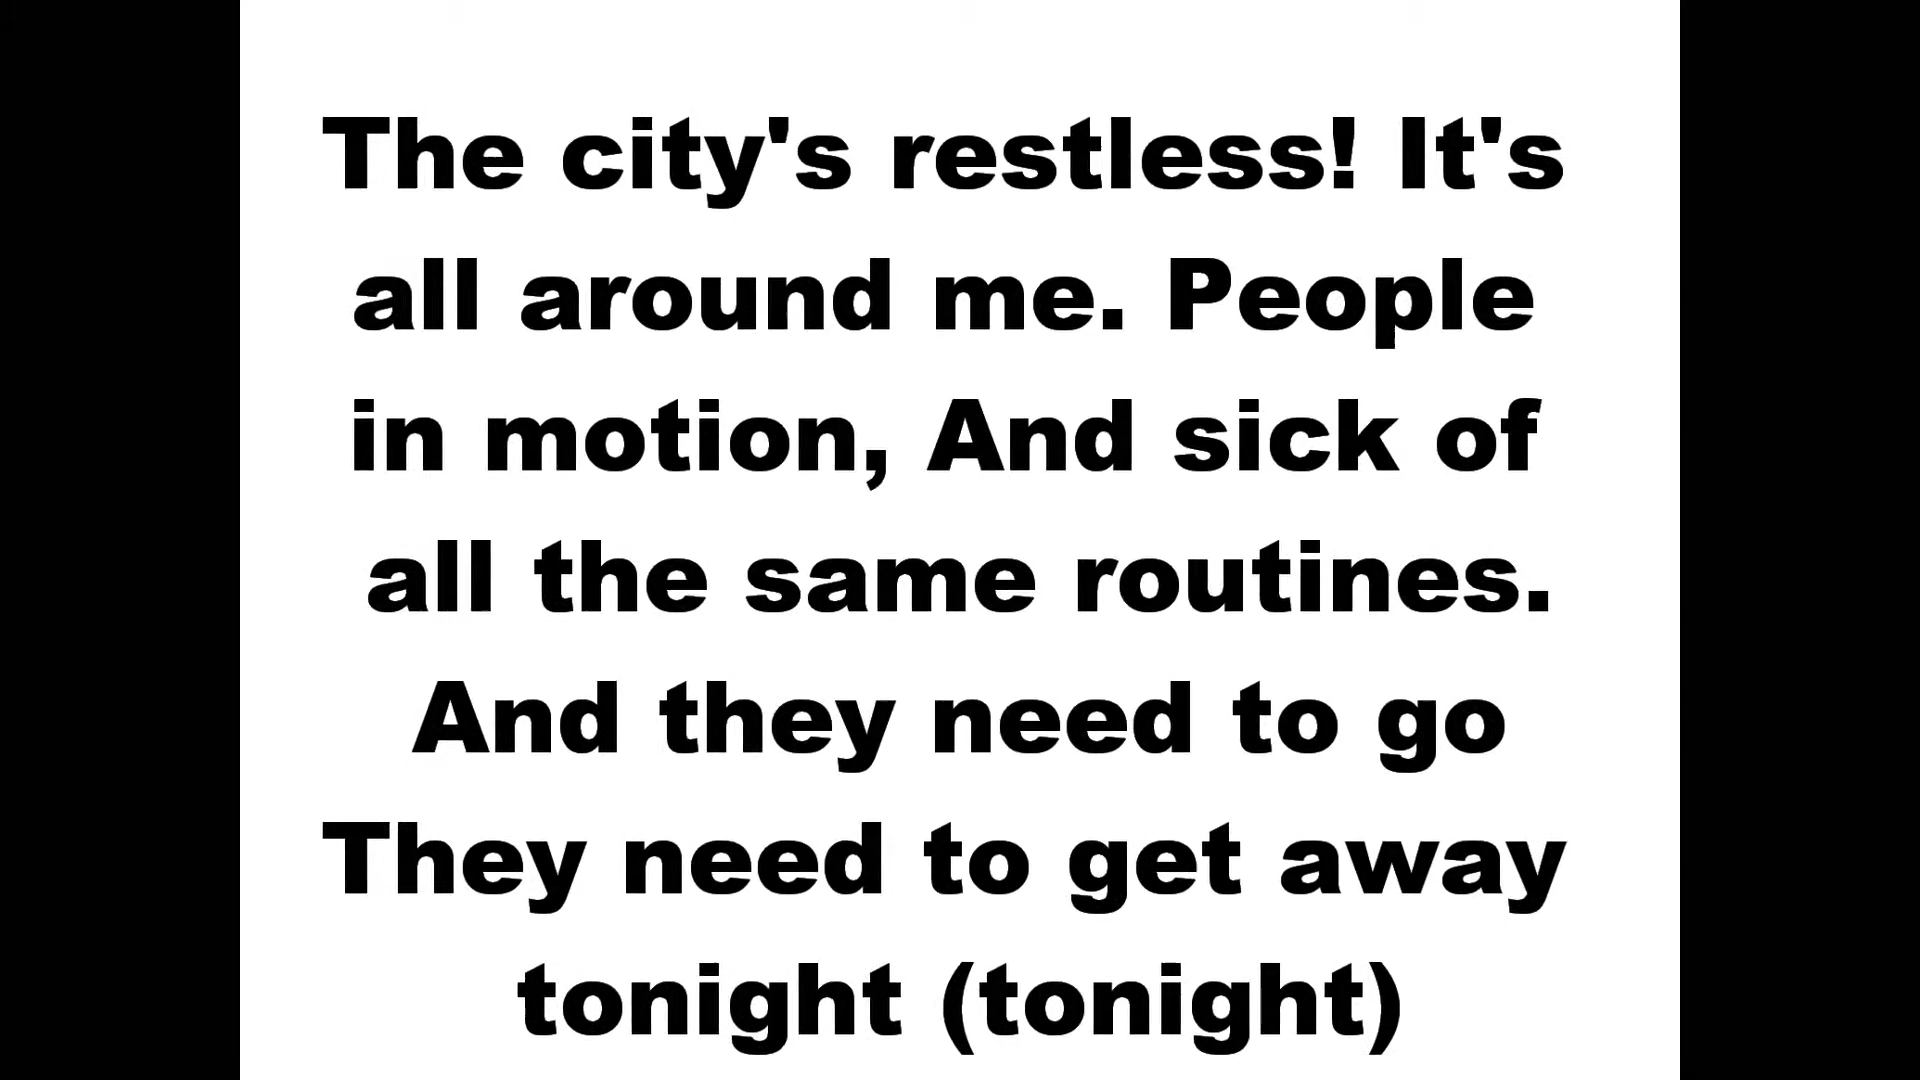 The city's restless! It's
all around me. People
in motion, And sick of
all the same routines.
And they need to go
They need to get away
tonight (tonight)